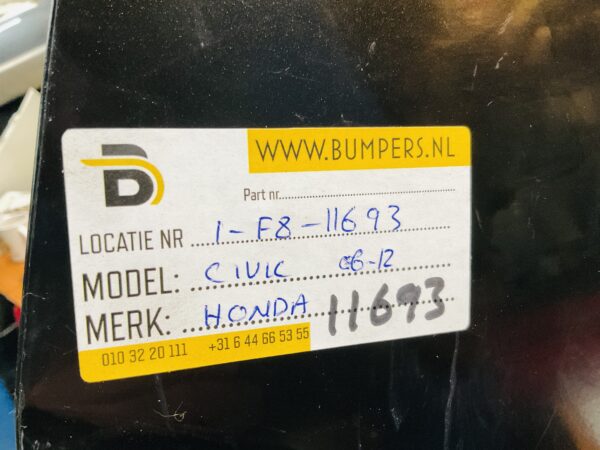 WWW.BUMPERS.NL
B
Part nr.
LOCATIE NR 1-F8-11693
MODEL: CIVIC 06-12
MERK: HONDA 11693
010 32 20 111 +31 6 44 66 53 55